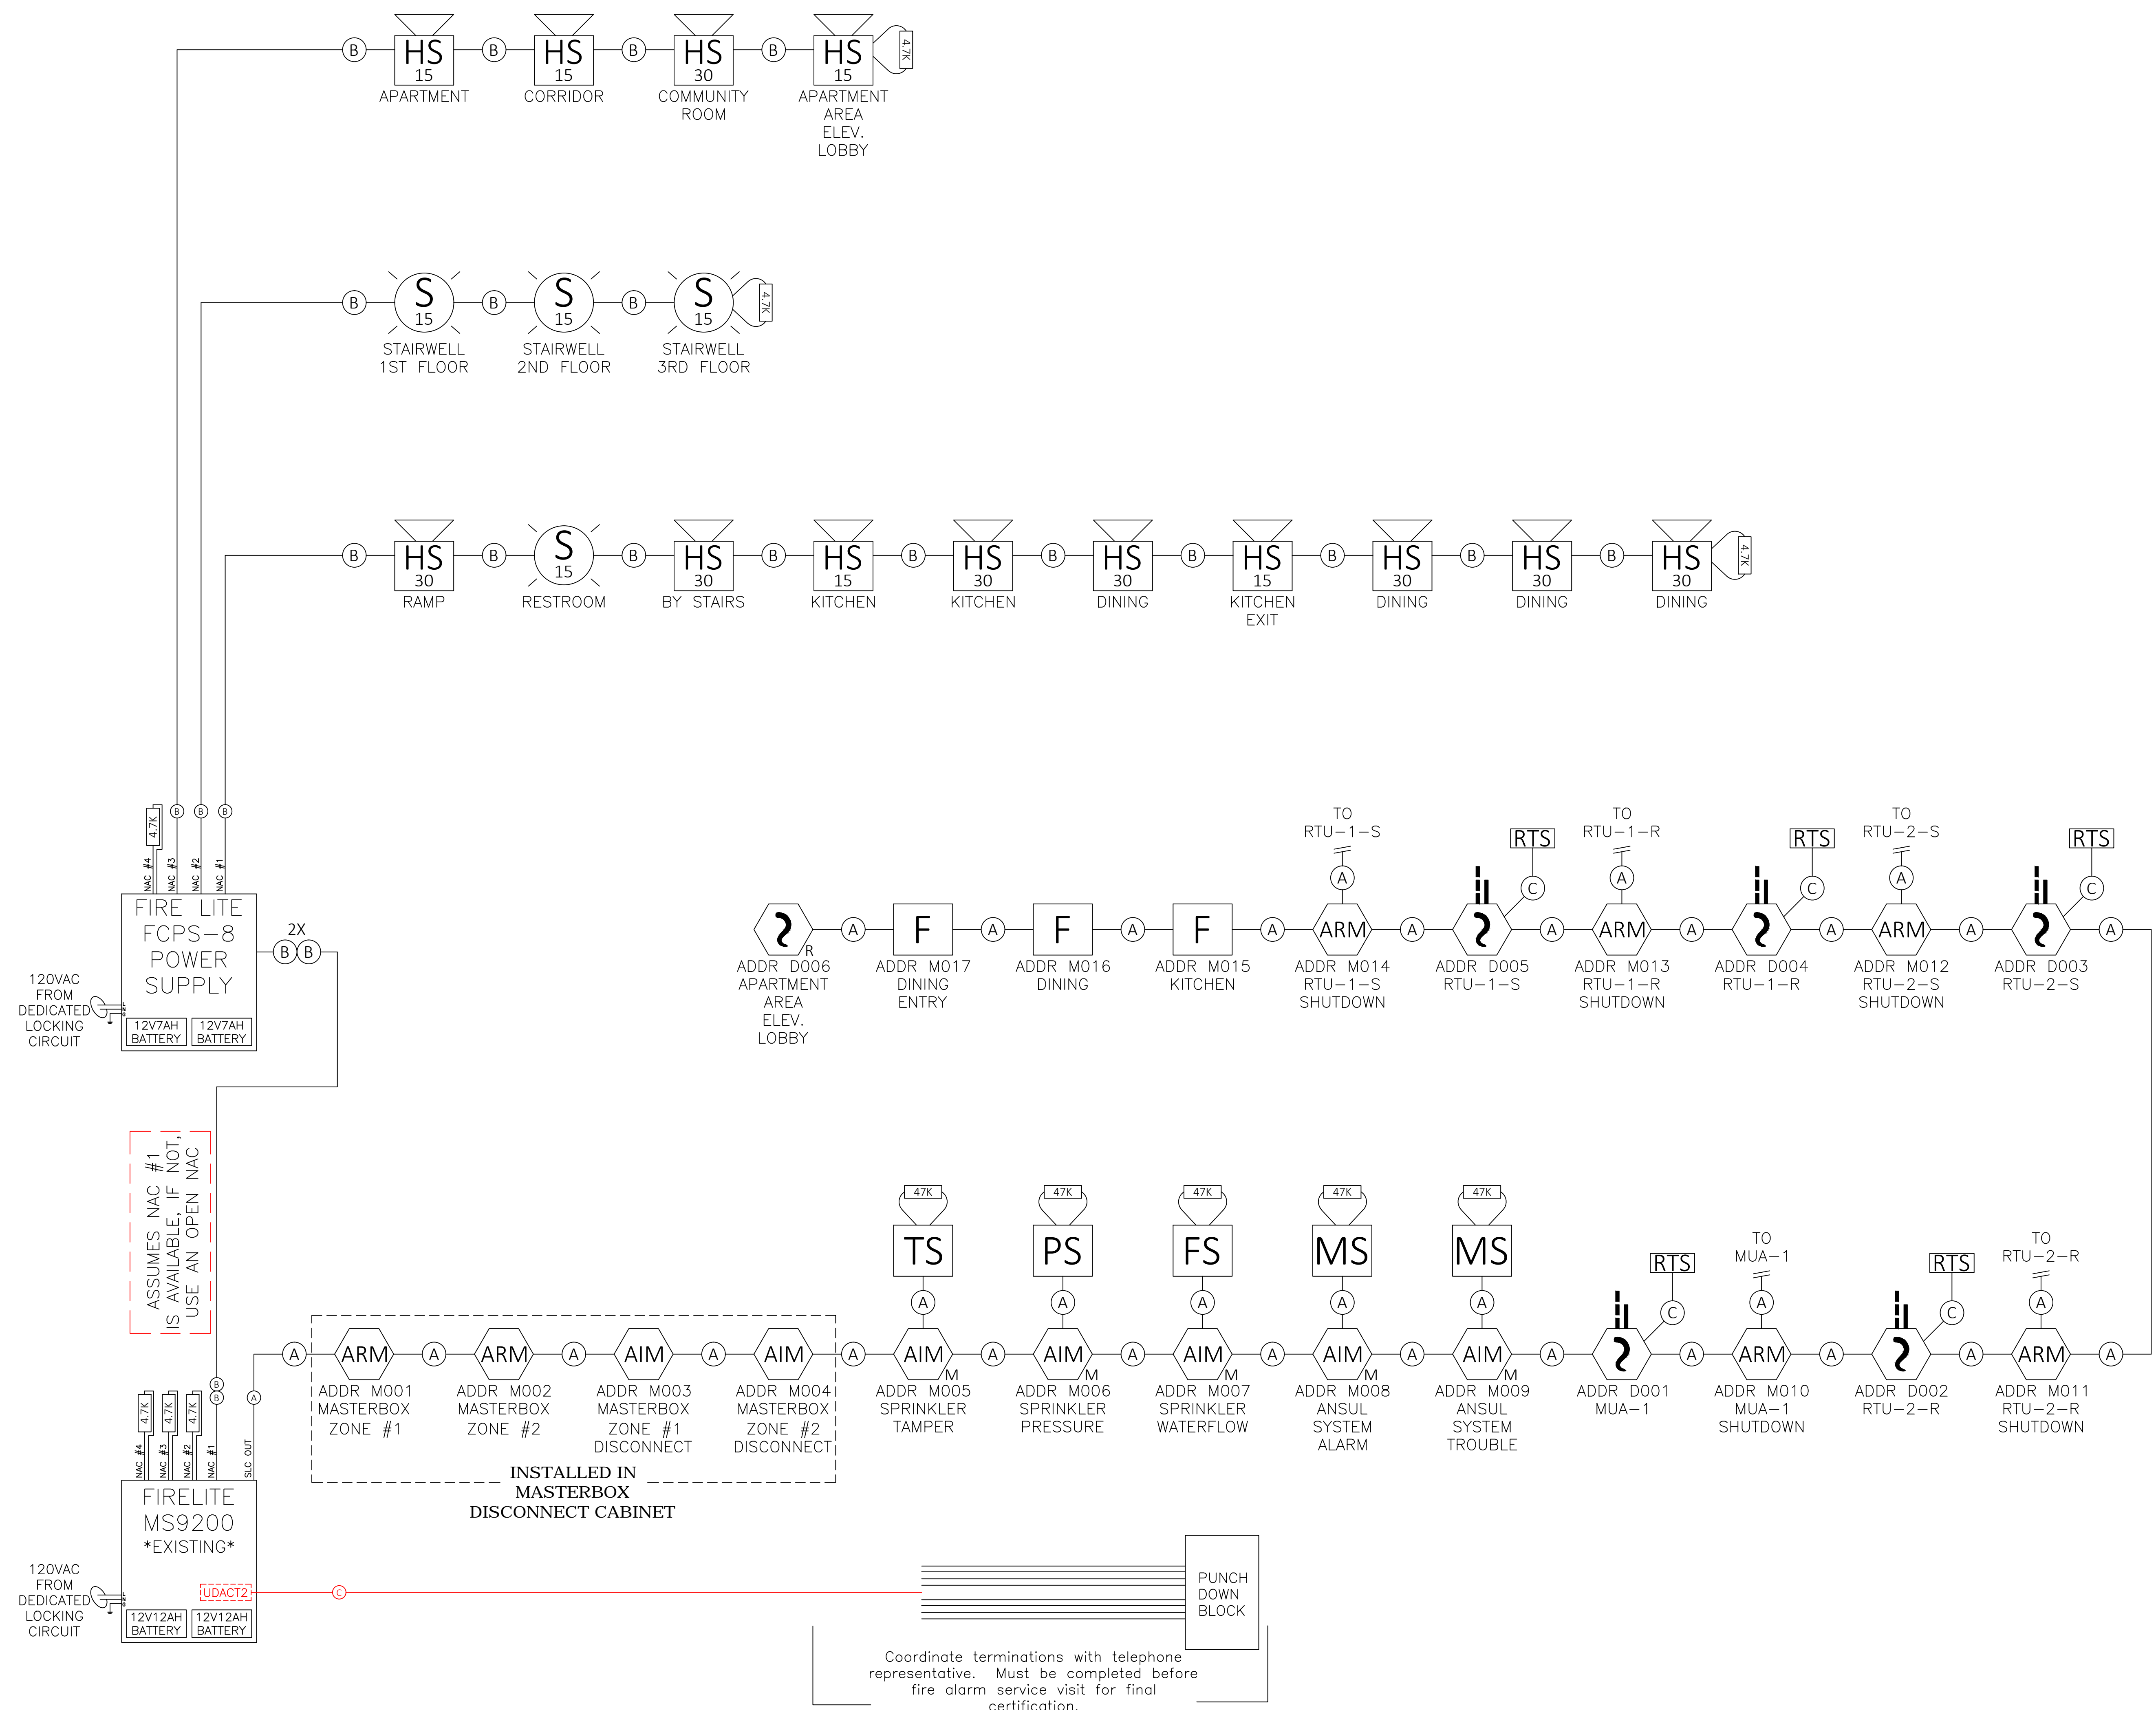 B
HS
15
APARTMENT
B
HS
15
CORRIDOR
B
HS
30
COMMUNITY
ROOM
B
HS
15
APARTMENT
AREA
ELEV.
LOBBY
4.7K
B
S
15
STAIRWELL
1ST FLOOR
B
S
15
STAIRWELL
2ND FLOOR
B
S
15
STAIRWELL
3RD FLOOR
4.7K
B
HS
30
RAMP
B
S
15
RESTROOM
B
HS
30
BY STAIRS
B
HS
15
KITCHEN
B
HS
30
KITCHEN
B
HS
30
DINING
B
HS
15
KITCHEN
EXIT
B
HS
30
DINING
B
HS
30
DINING
B
HS
30
DINING
4.7K
4.7K
B
B
B
NAC #4
NAC #3
NAC #2
NAC #1
FIRE LITE
FCPS-8
POWER
SUPPLY
12V7AH
BATTERY
12V7AH
BATTERY
120VAC
FROM
DEDICATED
LOCKING
CIRCUIT
2X
B
B
R
ADDR D006
APARTMENT
AREA
ELEV.
LOBBY
A
F
ADDR M017
DINING
ENTRY
A
F
ADDR M016
DINING
A
F
ADDR M015
KITCHEN
A
TO
RTU-1-S
A
ARM
ADDR M014
RTU-1-S
SHUTDOWN
A
RTS
C
ADDR D005
RTU-1-S
A
TO
RTU-1-R
A
ARM
ADDR M013
RTU-1-R
SHUTDOWN
A
RTS
C
ADDR D004
RTU-1-R
A
TO
RTU-2-S
A
ARM
ADDR M012
RTU-2-S
SHUTDOWN
A
RTS
C
ADDR D003
RTU-2-S
A
ASSUMES NAC #1
IS AVAILABLE, IF NOT,
USE AN OPEN NAC
A
ARM
ADDR M001
MASTERBOX
ZONE #1
A
ARM
ADDR M002
MASTERBOX
ZONE #2
A
AIM
ADDR M003
MASTERBOX
ZONE #1
DISCONNECT
A
AIM
ADDR M004
MASTERBOX
ZONE #2
DISCONNECT
INSTALLED IN
MASTERBOX
DISCONNECT CABINET
A
47K
TS
A
AIM
M
ADDR M005
SPRINKLER
TAMPER
A
47K
PS
A
AIM
M
ADDR M006
SPRINKLER
PRESSURE
A
47K
FS
A
AIM
M
ADDR M007
SPRINKLER
WATERFLOW
A
47K
MS
A
AIM
M
ADDR M008
ANSUL
SYSTEM
ALARM
A
47K
MS
A
AIM
M
ADDR M009
ANSUL
SYSTEM
TROUBLE
A
RTS
C
ADDR D001
MUA-1
A
TO
MUA-1
A
ARM
ADDR M010
MUA-1
SHUTDOWN
A
RTS
C
ADDR D002
RTU-2-R
A
TO
RTU-2-R
A
ARM
ADDR M011
RTU-2-R
SHUTDOWN
A
B
B
A
4.7K
4.7K
4.7K
NAC #4
NAC #3
NAC #2
NAC #1
SLC OUT
FIRELITE
MS9200
*EXISTING*
UDACT2
12V12AH
BATTERY
12V12AH
BATTERY
120VAC
FROM
DEDICATED
LOCKING
CIRCUIT
C
PUNCH
DOWN
BLOCK
Coordinate terminations with telephone
representative. Must be completed before
fire alarm service visit for final
certification.